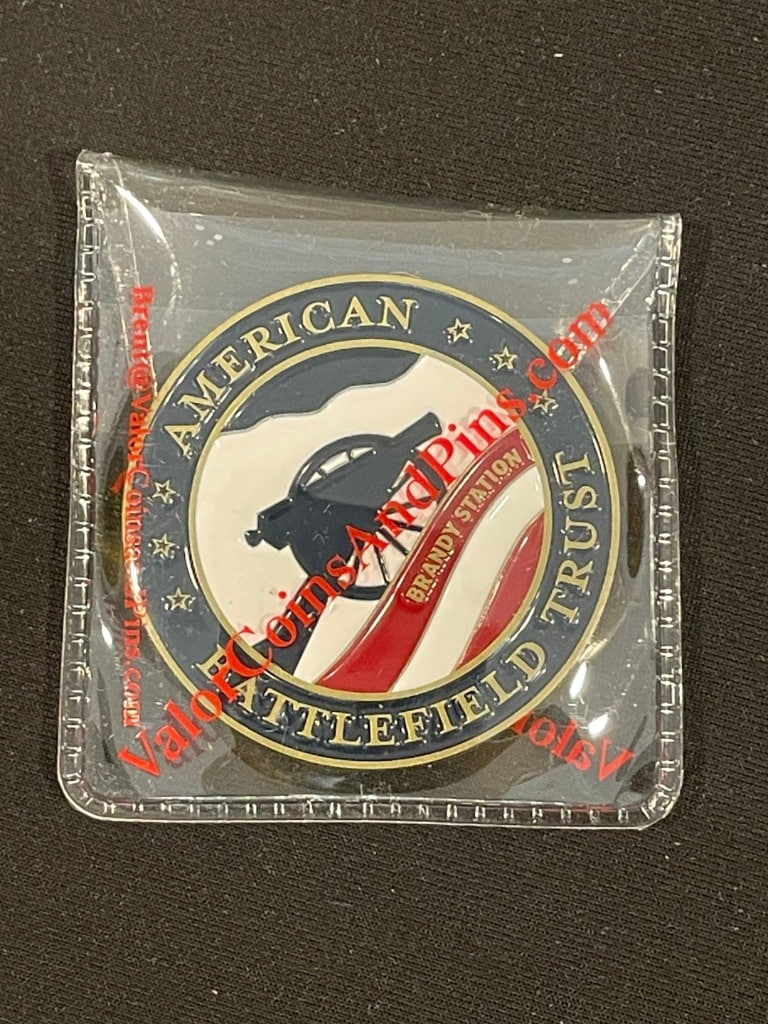 AMERICAN
BATTLEFIELD TRUST
BRANDY STATION
ValorCoinsAndPins.com
Brent@ValorCoinsandPins.com
Valor